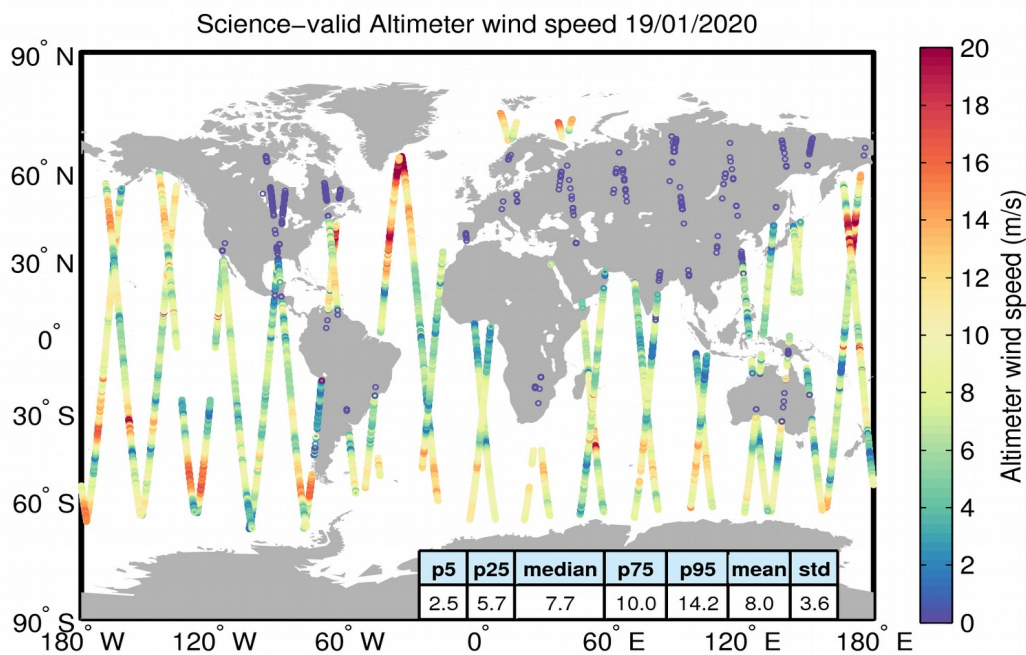 Science−valid Altimeter wind speed 19/01/2020
90° N
60° N
30° N
0°
30° S
60° S
90° S
180° W
120° W
60° W
0°
60° E
120° E
180° E
p5 p25 median p75 p95 mean std
2.5 5.7 7.7 10.0 14.2 8.0 3.6
20
18
16
14
12
10
8
6
4
2
0
Altimeter wind speed (m/s)